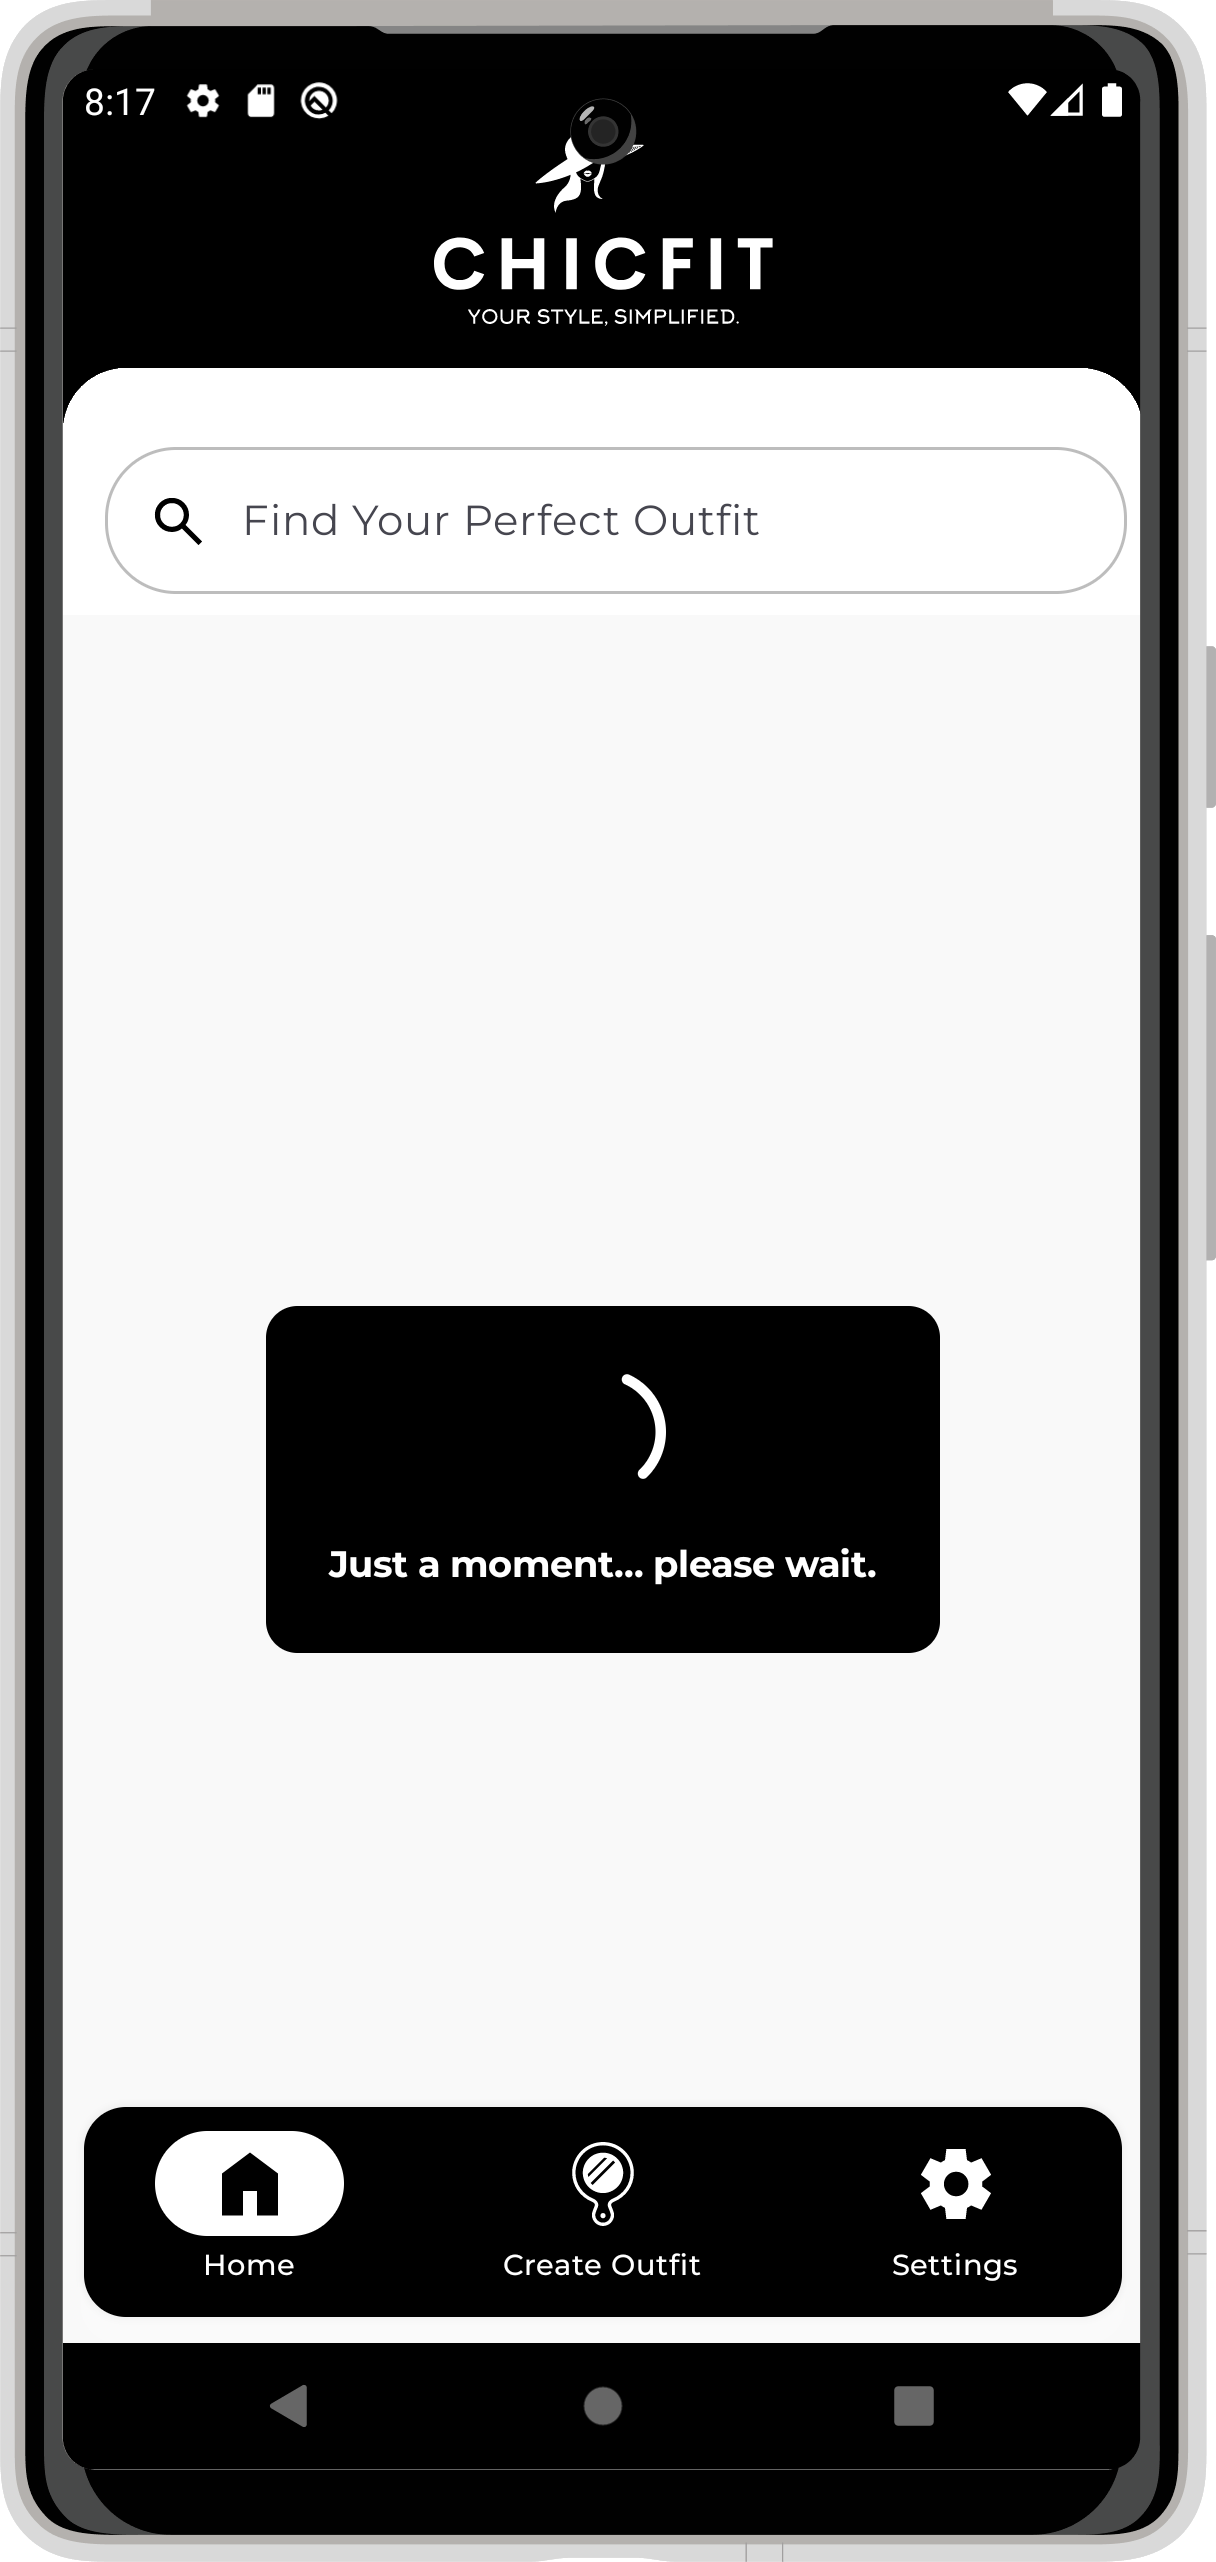 8:17
CHICFIT
YOUR STYLE, SIMPLIFIED.
Find Your Perfect Outfit
Just a moment... please wait.
Home
Create Outfit
Settings